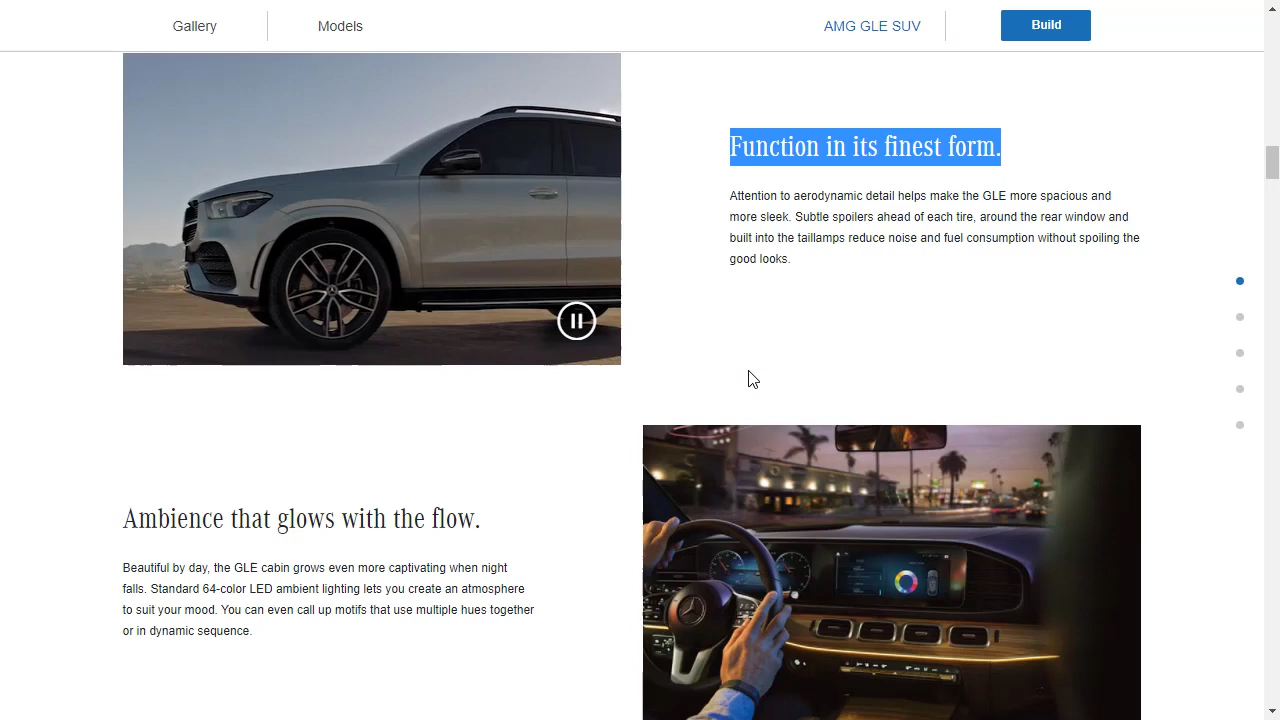 Gallery
Models
AMG GLE SUV
Build
Function in its finest form.
Attention to aerodynamic detail helps make the GLE more spacious and
more sleek. Subtle spoilers ahead of each tire, around the rear window and
built into the taillamps reduce noise and fuel consumption without spoiling the
good looks.
Ambience that glows with the flow.
Beautiful by day, the GLE cabin grows even more captivating when night
falls. Standard 64-color LED ambient lighting lets you create an atmosphere
to suit your mood. You can even call up motifs that use multiple hues together
or in dynamic sequence.